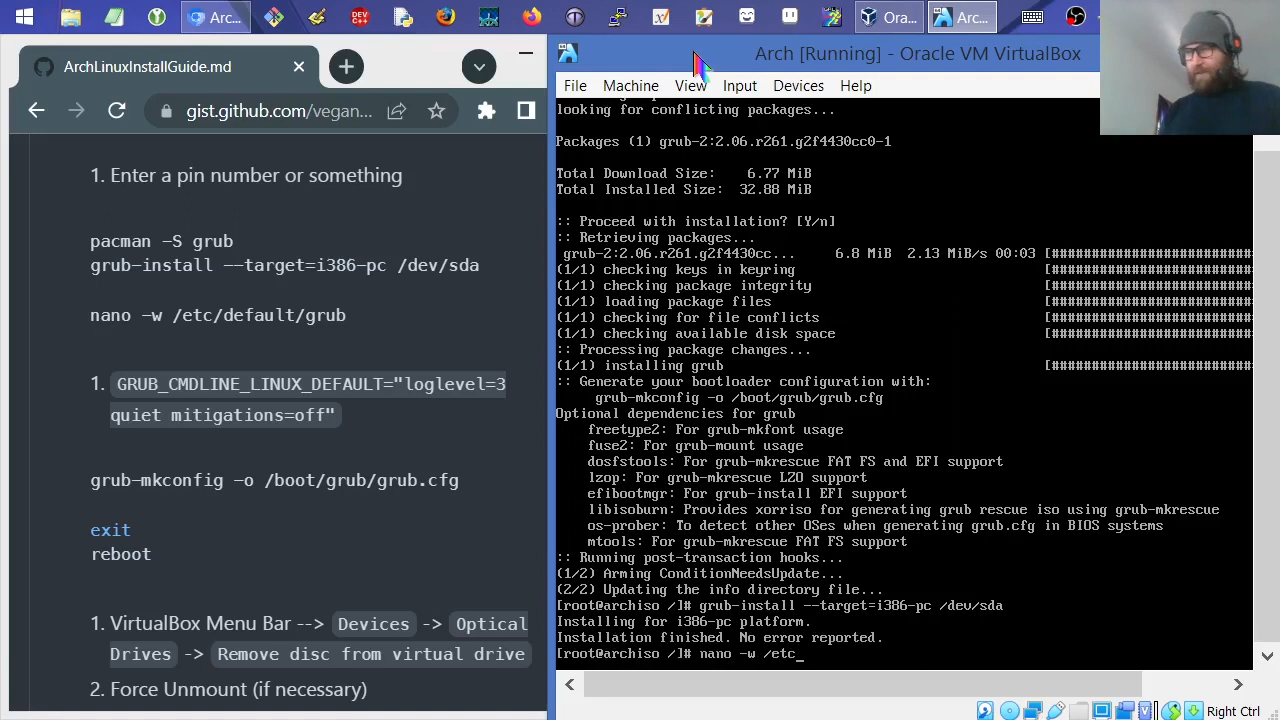 Arc...
Ora...
Arc...
ArchLinuxInstallGuide.md
gist.github.com/vegan...
1. Enter a pin number or something
pacman -S grub
grub-install --target=i386-pc /dev/sda
nano -w /etc/default/grub
1. GRUB_CMDLINE_LINUX_DEFAULT="loglevel=3
quiet mitigations=off"
grub-mkconfig -o /boot/grub/grub.cfg
exit
reboot
1. VirtualBox Menu Bar --> Devices -> Optical
Drives -> Remove disc from virtual drive
2. Force Unmount (if necessary)
Arch [Running] - Oracle VM VirtualBox
File Machine View Input Devices Help
looking for conflicting packages...
Packages (1) grub-2:2.06.r261.g2f4430cc0-1
Total Download Size: 6.77 MiB
Total Installed Size: 32.88 MiB
:: Proceed with installation? [Y/n]
:: Retrieving packages...
grub-2:2.06.r261.g2f4430cc... 6.8 MiB 2.13 MiB/s 00:03 [##########################
(1/1) checking keys in keyring [##########################
(1/1) checking package integrity [##########################
(1/1) loading package files [##########################
(1/1) checking for file conflicts [##########################
(1/1) checking available disk space [##########################
:: Processing package changes...
(1/1) installing grub [##########################
:: Generate your bootloader configuration with:
grub-mkconfig -o /boot/grub/grub.cfg
Optional dependencies for grub
freetype2: For grub-mkfont usage
fuse2: For grub-mount usage
dosfstools: For grub-mkrescue FAT FS and EFI support
lzop: For grub-mkrescue LZO support
efibootmgr: For grub-install EFI support
libisoburn: Provides xorriso for generating grub rescue iso using grub-mkrescue
os-prober: To detect other OSes when generating grub.cfg in BIOS systems
mtools: For grub-mkrescue FAT FS support
:: Running post-transaction hooks...
(1/2) Arming ConditionNeedsUpdate...
(2/2) Updating the info directory file...
[root@archiso /]# grub-install --target=i386-pc /dev/sda
Installing for i386-pc platform.
Installation finished. No error reported.
[root@archiso /]# nano -w /etc_
Right Ctrl